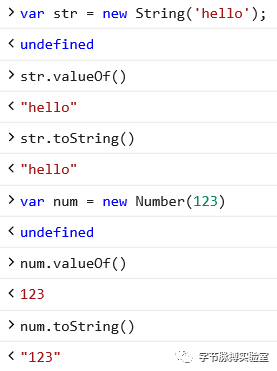 > var str = new String('hello');
< undefined
> str.valueOf()
< "hello"
> str.toString()
< "hello"
> var num = new Number(123)
< undefined
> num.valueOf()
< 123
> num.toString()
< "123"
字节脉搏实验室